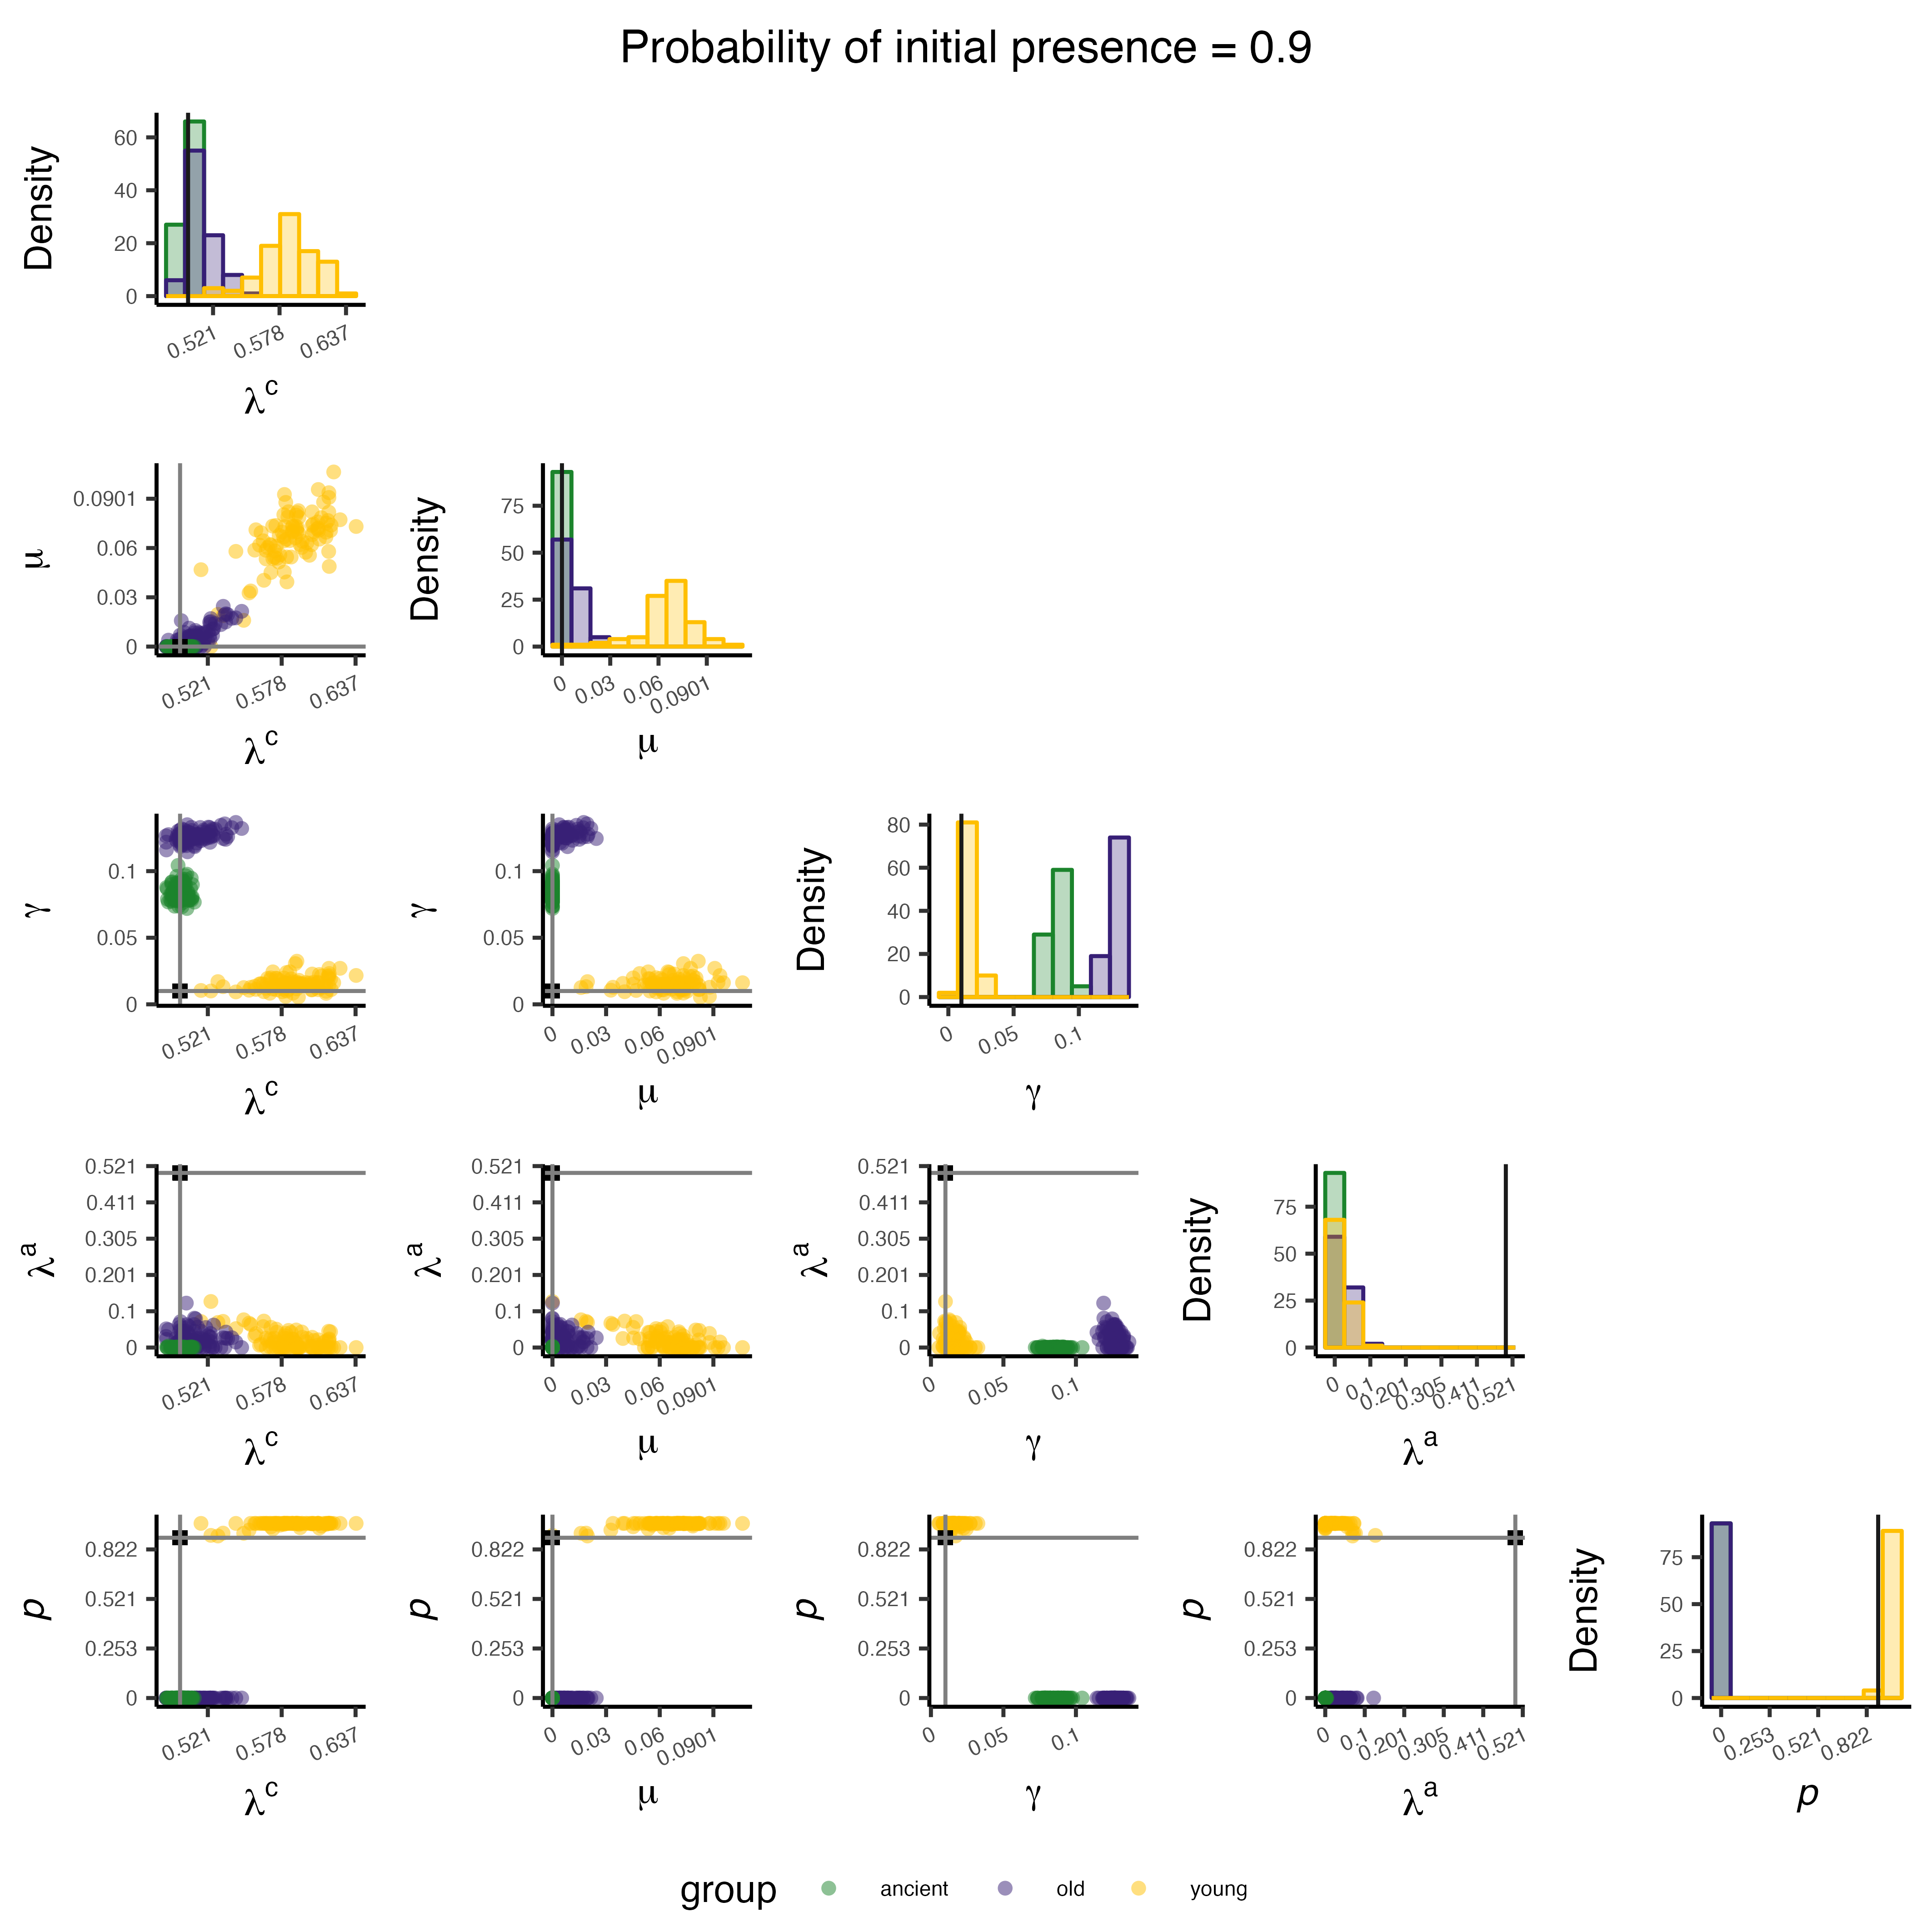 Probability of initial presence = 0.9
Density
60
40
20
0
0.521 0.578 0.637
λc
μ
0.0901
0.06
0.03
0
0.521 0.578 0.637
λc
Density
75
50
25
0
0 0.03 0.06 0.0901
μ
γ
0.1
0.05
0
0.521 0.578 0.637
λc
γ
0.1
0.05
0
0 0.03 0.06 0.0901
μ
Density
80
60
40
20
0
0 0.05 0.1
γ
λa
0.521
0.411
0.305
0.201
0.1
0
0.521 0.578 0.637
λc
λa
0.521
0.411
0.305
0.201
0.1
0
0 0.03 0.06 0.0901
μ
λa
0.521
0.411
0.305
0.201
0.1
0
0 0.05 0.1
γ
Density
75
50
25
0
0 0.1 0.201 0.305 0.411 0.521
λa
p
0.822
0.521
0.253
0
0.521 0.578 0.637
λc
p
0.822
0.521
0.253
0
0 0.03 0.06 0.0901
μ
p
0.822
0.521
0.253
0
0 0.05 0.1
γ
p
0.822
0.521
0.253
0
0 0.1 0.201 0.305 0.411 0.521
λa
Density
75
50
25
0
0 0.253 0.521 0.822
p
group ancient old young